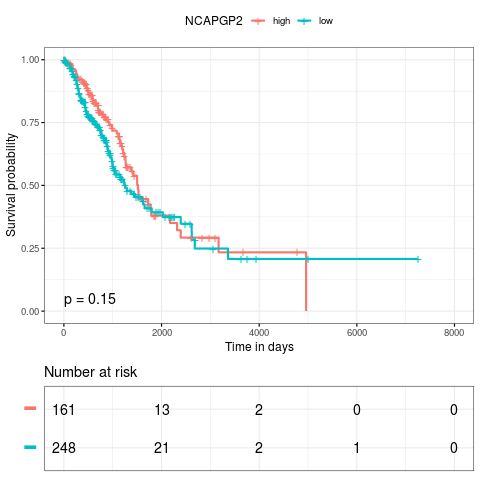 NCAPGP2 high low
1.00
0.75
0.50
0.25
0.00
Survival probability
p = 0.15
0 2000 4000 6000 8000
Time in days
Number at risk
161 13 2 0 0
248 21 2 1 0